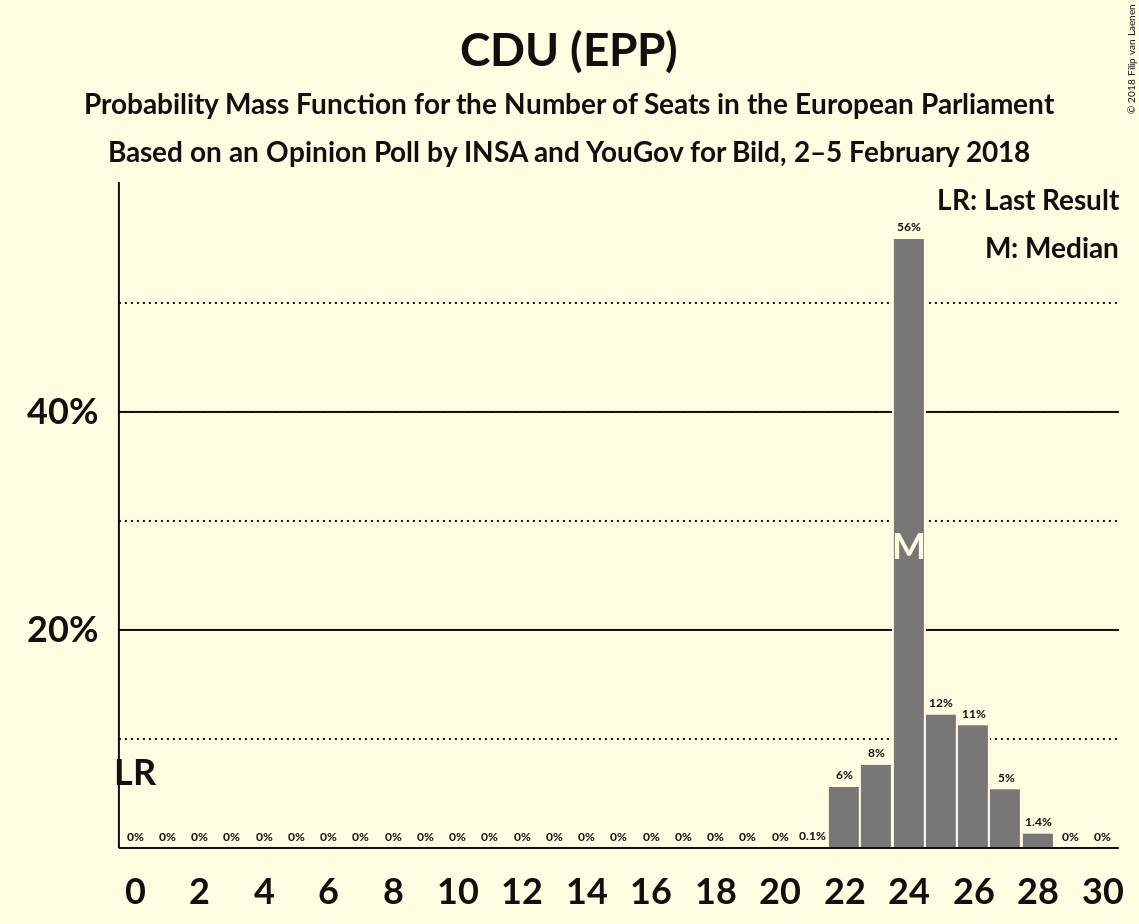 CDU (EPP)
Probability Mass Function for the Number of Seats in the European Parliament
Based on an Opinion Poll by INSA and YouGov for Bild, 2–5 February 2018
© 2018 Filip van Laenen
LR: Last Result
M: Median
56%
40%
M
20%
12%
11%
8%
6%
5%
LR
1.4%
0% 0% 0% 0% 0% 0% 0% 0% 0% 0% 0% 0% 0% 0% 0% 0% 0% 0% 0% 0% 0% 0.1% 0% 0%
0 2 4 6 8 10 12 14 16 18 20 22 24 26 28 30